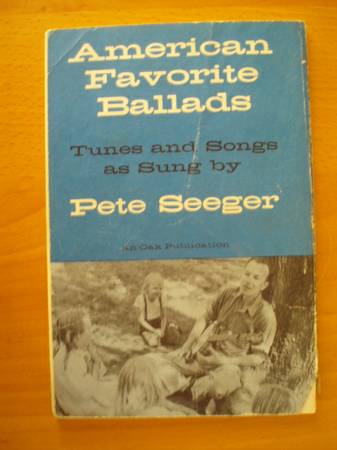 American
Favorite
Ballads
Tunes and Songs
as Sung by
Pete Seeger
an Oak Publication